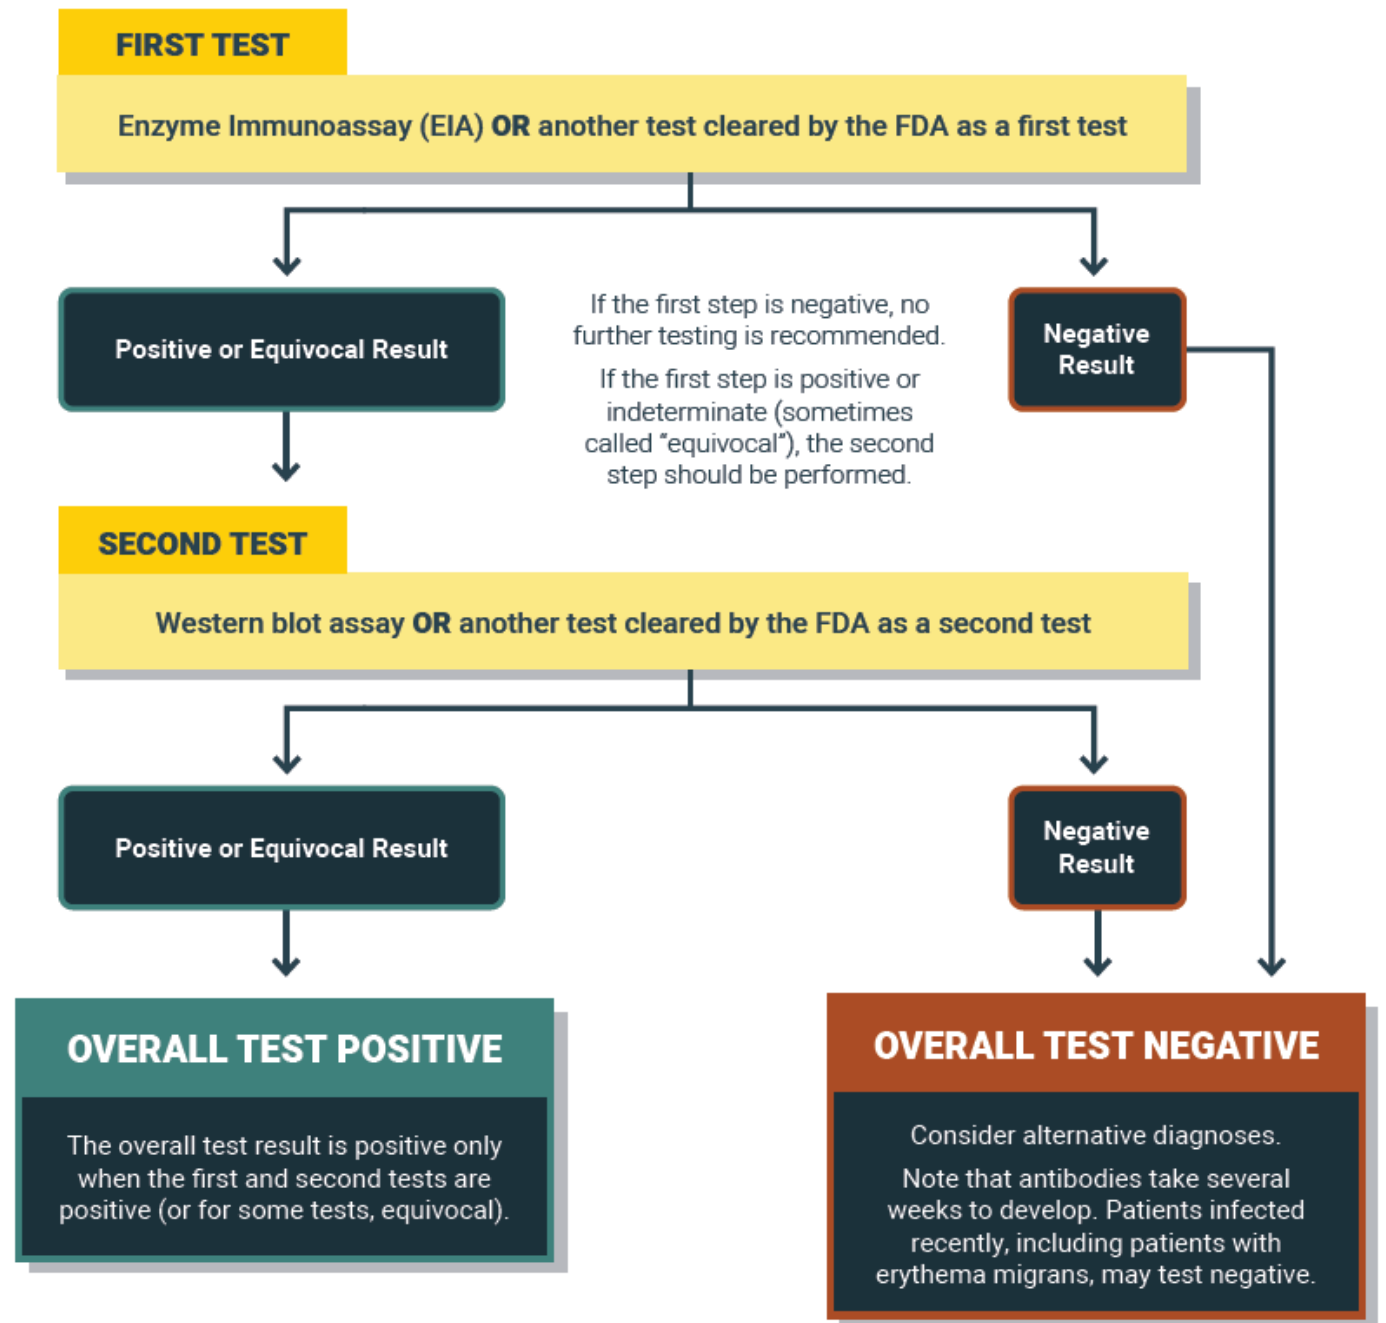 FIRST TEST
Enzyme Immunoassay (EIA) OR another test cleared by the FDA as a first test
Positive or Equivocal Result
If the first step is negative, no
further testing is recommended.
If the first step is positive or
indeterminate (sometimes
called “equivocal”), the second
step should be performed.
Negative
Result
SECOND TEST
Western blot assay OR another test cleared by the FDA as a second test
Positive or Equivocal Result
Negative
Result
OVERALL TEST POSITIVE
The overall test result is positive only
when the first and second tests are
positive (or for some tests, equivocal).
OVERALL TEST NEGATIVE
Consider alternative diagnoses.
Note that antibodies take several
weeks to develop. Patients infected
recently, including patients with
erythema migrans, may test negative.